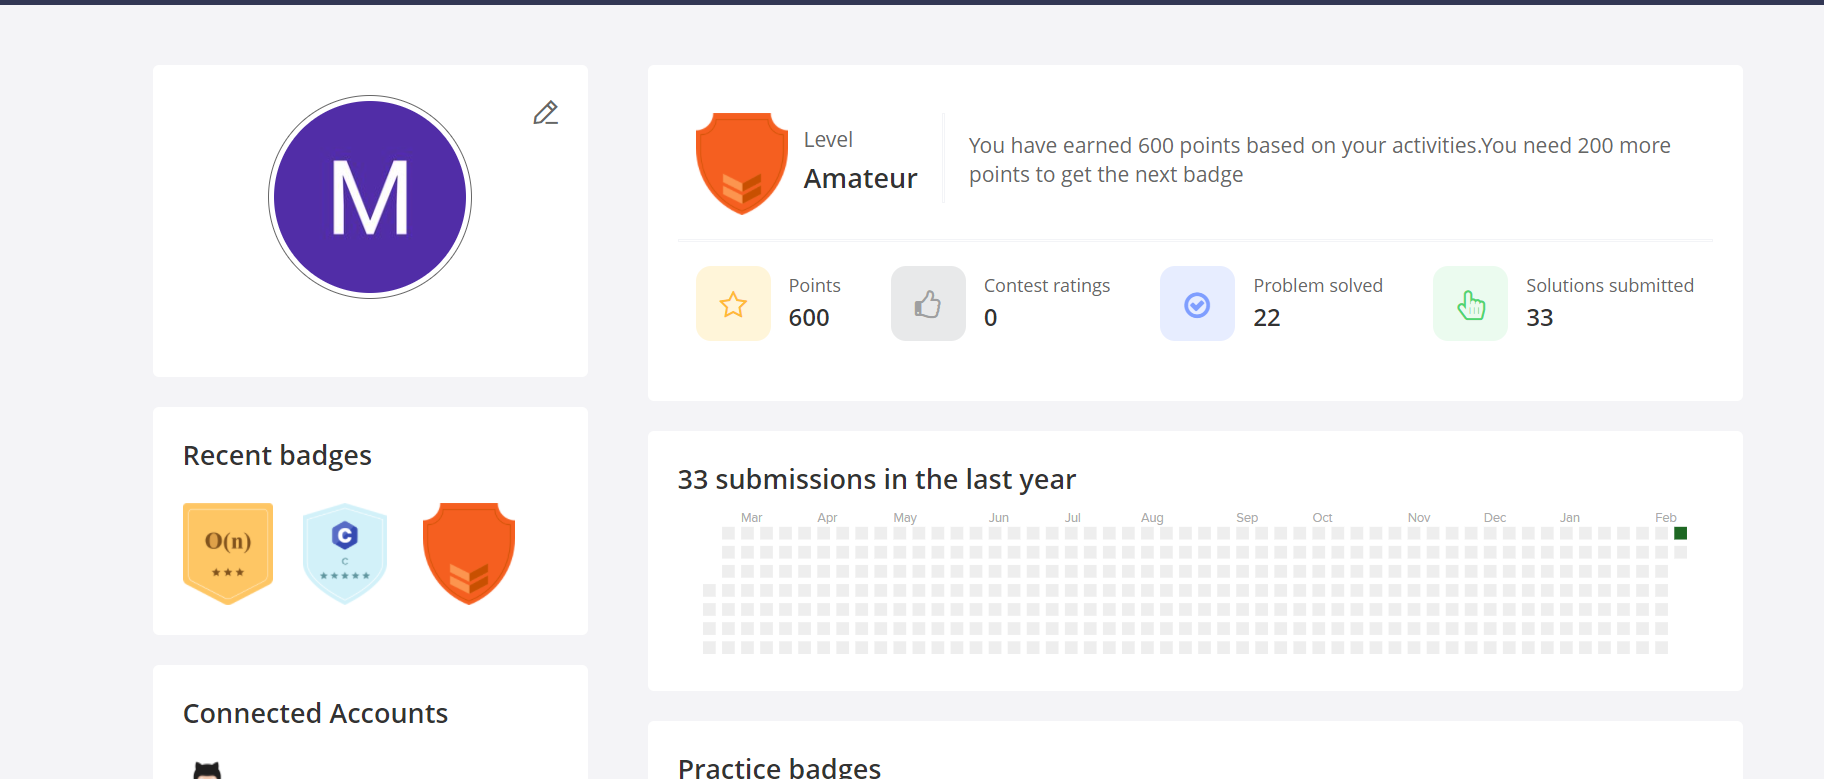 M
Level
Amateur
You have earned 600 points based on your activities.You need 200 more
points to get the next badge
Points
600
Contest ratings
0
Problem solved
22
Solutions submitted
33
Recent badges
O(n)
C
C
33 submissions in the last year
Mar Apr May Jun Jul Aug Sep Oct Nov Dec Jan Feb
Connected Accounts
Practice badges